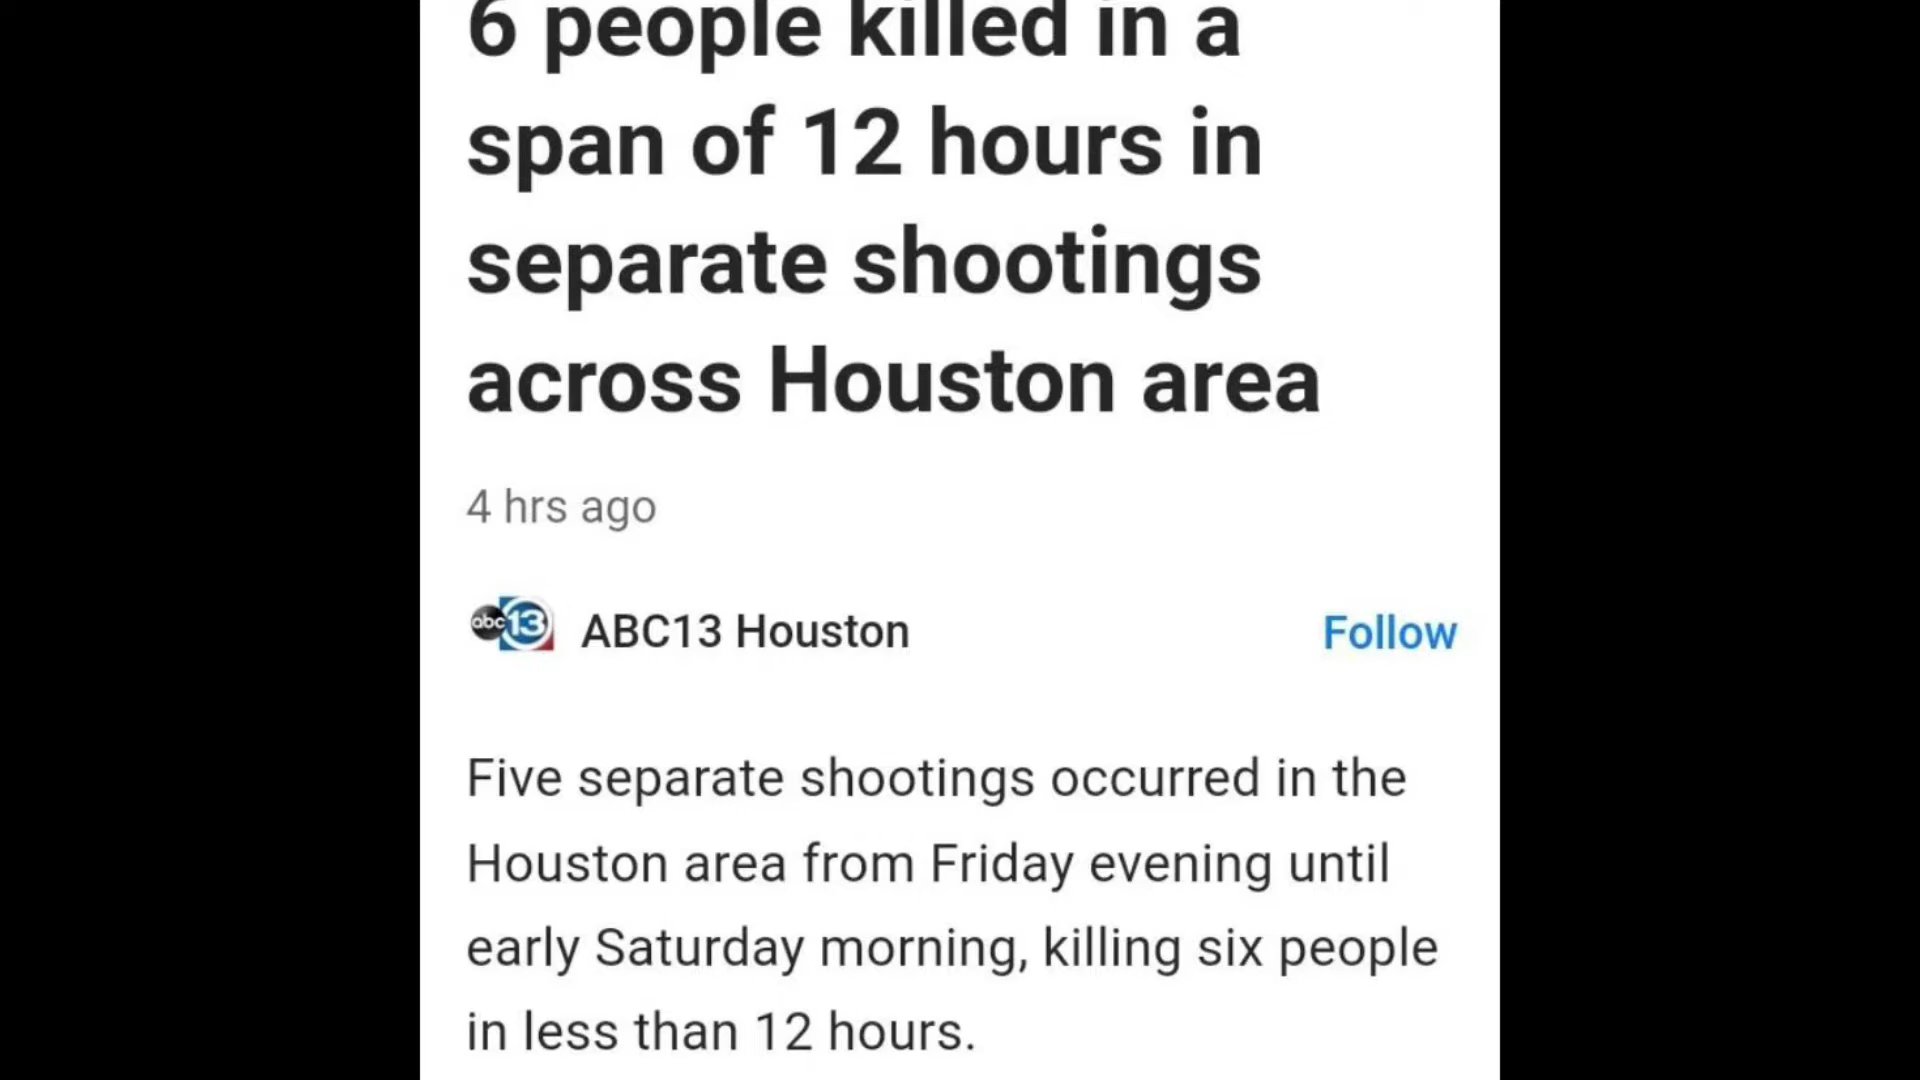 6 people killed in a
span of 12 hours in
separate shootings
across Houston area
4 hrs ago
abc13 ABC13 Houston Follow
Five separate shootings occurred in the
Houston area from Friday evening until
early Saturday morning, killing six people
in less than 12 hours.